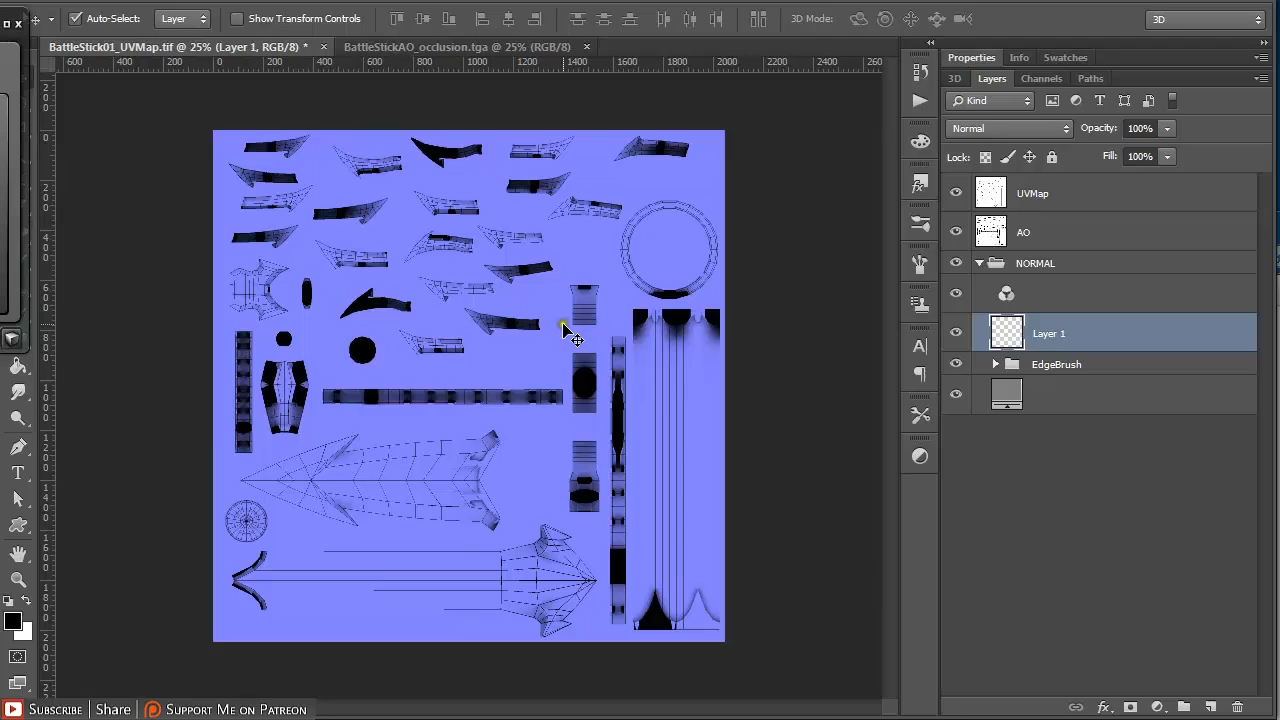 Auto-Select: Layer Show Transform Controls 3D Mode: 3D
BattleStick01_UVMap.tif @ 25% (Layer 1, RGB/8) * × BattleStickAO_occlusion.tga @ 25% (RGB/8) ×
Properties Info Swatches
600 400 200 0 200 400 600 800 1000 1200 1400 1600 1800 2000 2200 2400 260
3D Layers Channels Paths
Kind
Normal Opacity: 100%
Lock: Fill: 100%
UVMap
AO
NORMAL
Layer 1
EdgeBrush
Subscribe Share Support Me on Patreon